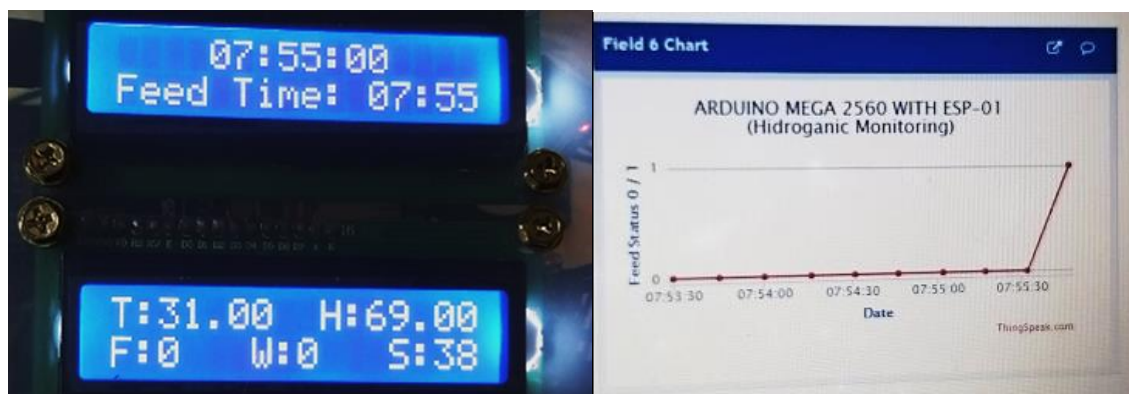 07:55:00
Feed Time: 07:55
T:31.00 H:69.00
F:0 W:0 S:38
Field 6 Chart
ARDUINO MEGA 2560 WITH ESP-01
(Hidroganic Monitoring)
Feed Status 0 / 1
1
0
07:53:30 07:54:00 07:54:30 07:55:00 07:55:30
Date
ThingSpeak.com